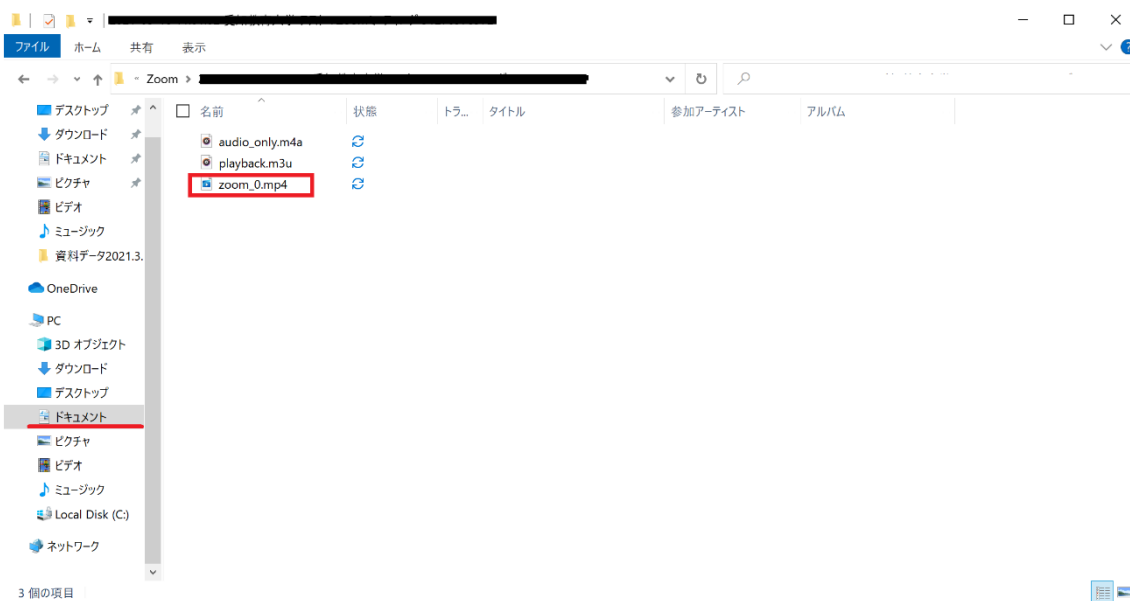 ファイル ホーム 共有 表示
« Zoom ›
名前 状態 トラ... タイトル 参加アーティスト アルバム
audio_only.m4a
playback.m3u
zoom_0.mp4
デスクトップ
ダウンロード
ドキュメント
ピクチャ
ビデオ
ミュージック
資料データ2021.3.
OneDrive
PC
3D オブジェクト
ダウンロード
デスクトップ
ドキュメント
ピクチャ
ビデオ
ミュージック
Local Disk (C:)
ネットワーク
3 個の項目